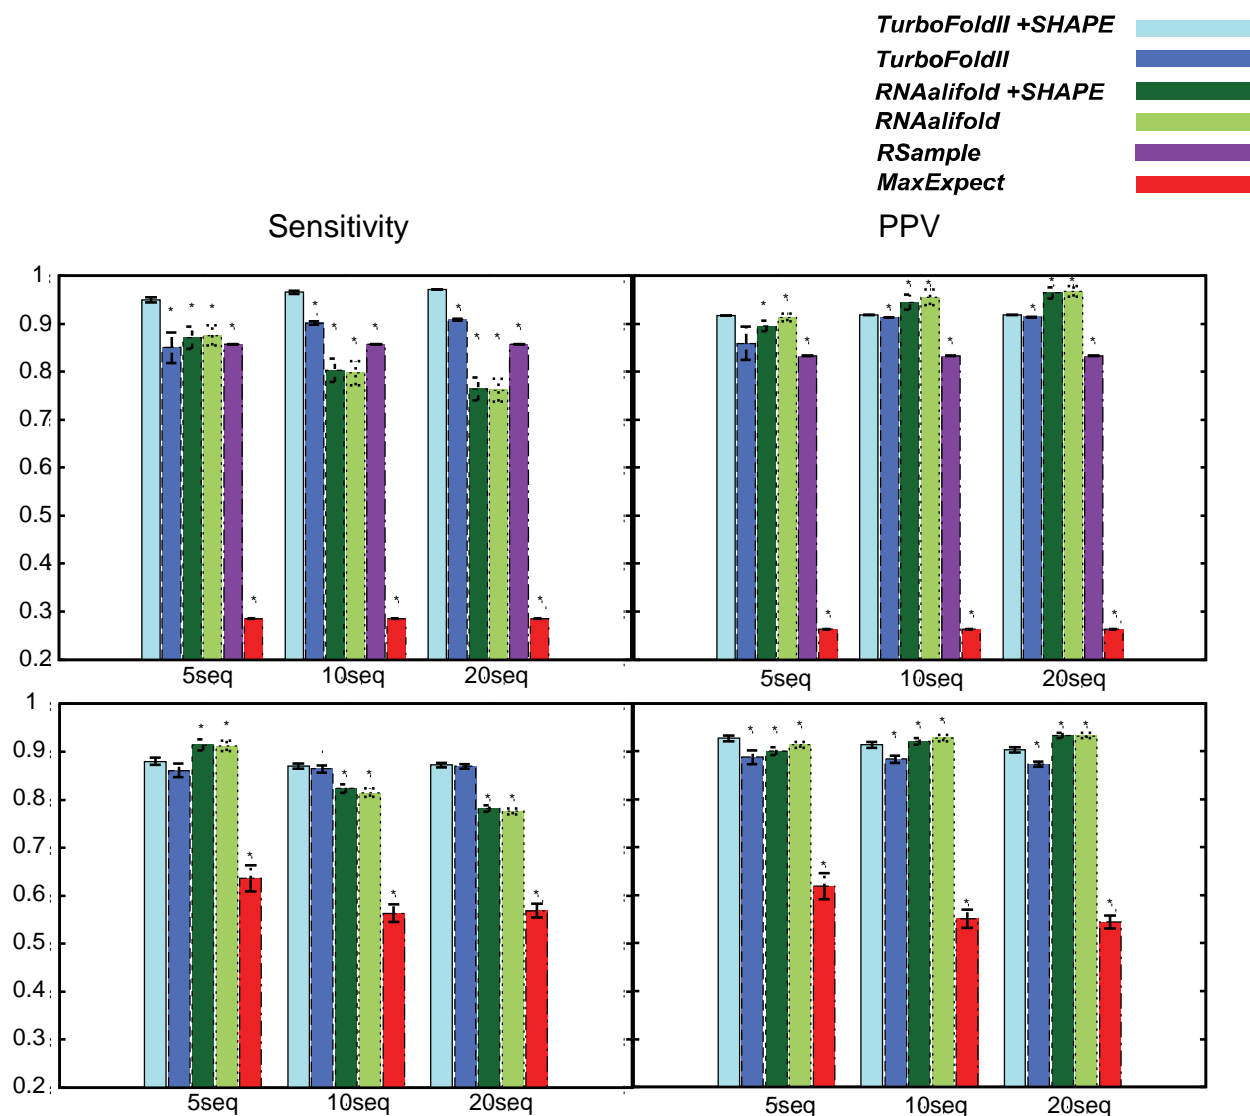 TurboFoldII +SHAPE
TurboFoldII
RNAalifold +SHAPE
RNAalifold
RSample
MaxExpect
Sensitivity PPV
1
0.9
0.8
0.7
0.6
0.5
0.4
0.3
0.2
5seq 10seq 20seq 5seq 10seq 20seq
1
0.9
0.8
0.7
0.6
0.5
0.4
0.3
0.2
5seq 10seq 20seq 5seq 10seq 20seq